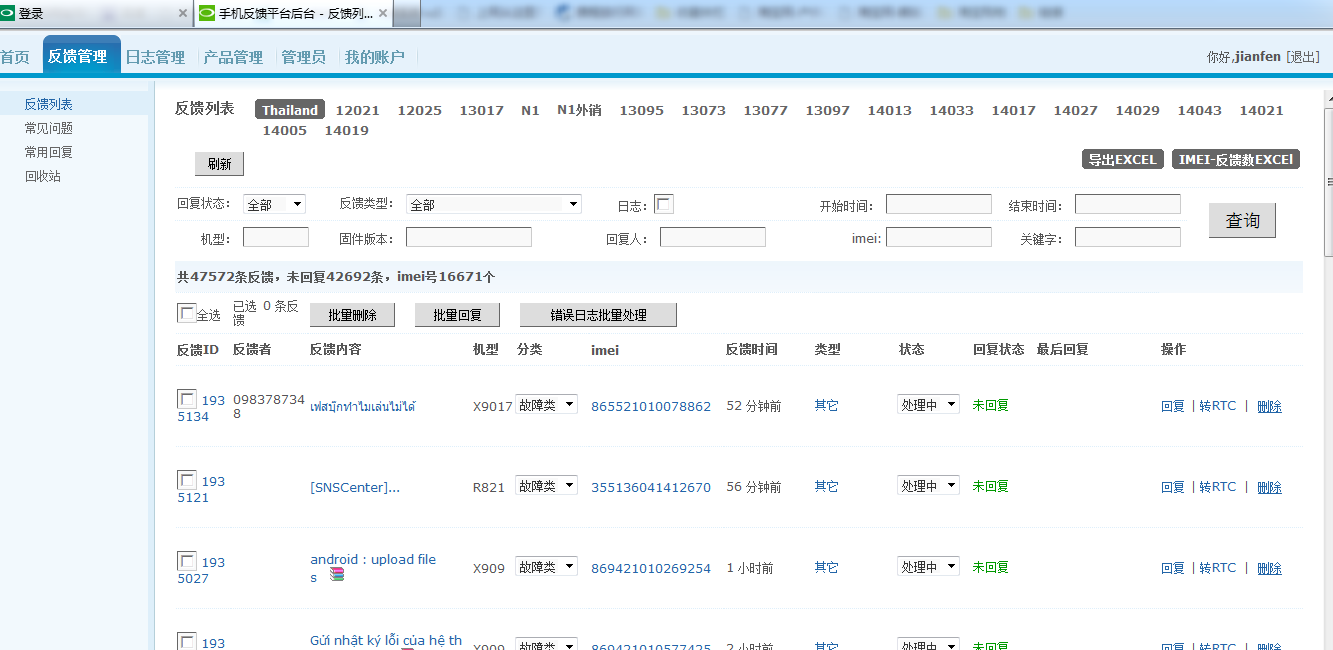 登录
手机反馈平台后台 - 反馈列...
首页 反馈管理 日志管理 产品管理 管理员 我的账户
你好,jianfen [退出]
反馈列表
常见问题
常用回复
回收站
反馈列表 Thailand 12021 12025 13017 N1 N1外销 13095 13073 13077 13097 14013 14033 14017 14027 14029 14043 14021
14005 14019
刷新
导出EXCEL IMEI-反馈数EXCEl
回复状态: 全部 反馈类型: 全部 日志: 开始时间: 结束时间:
查询
机型: 固件版本: 回复人: imei: 关键字:
共47572条反馈，未回复42692条，imei号16671个
全选 已选 0 条反馈 批量删除 批量回复 错误日志批量处理
反馈ID 反馈者 反馈内容 机型 分类 imei 反馈时间 类型 状态 回复状态 最后回复 操作
1935134 0983787348 เฟสบุ๊กทำไมเล่นไม่ได้ X9017 故障类 865521010078862 52 分钟前 其它 处理中 未回复 回复 | 转RTC | 删除
1935121 [SNSCenter]... R821 故障类 355136041412670 56 分钟前 其它 处理中 未回复 回复 | 转RTC | 删除
1935027 android : upload files X909 故障类 869421010269254 1 小时前 其它 处理中 未回复 回复 | 转RTC | 删除
193 Gửi nhật ký lỗi của hệ th X909 故障类 869421010577425 2 小时前 其它 处理中 未回复 回复 | 转RTC | 删除